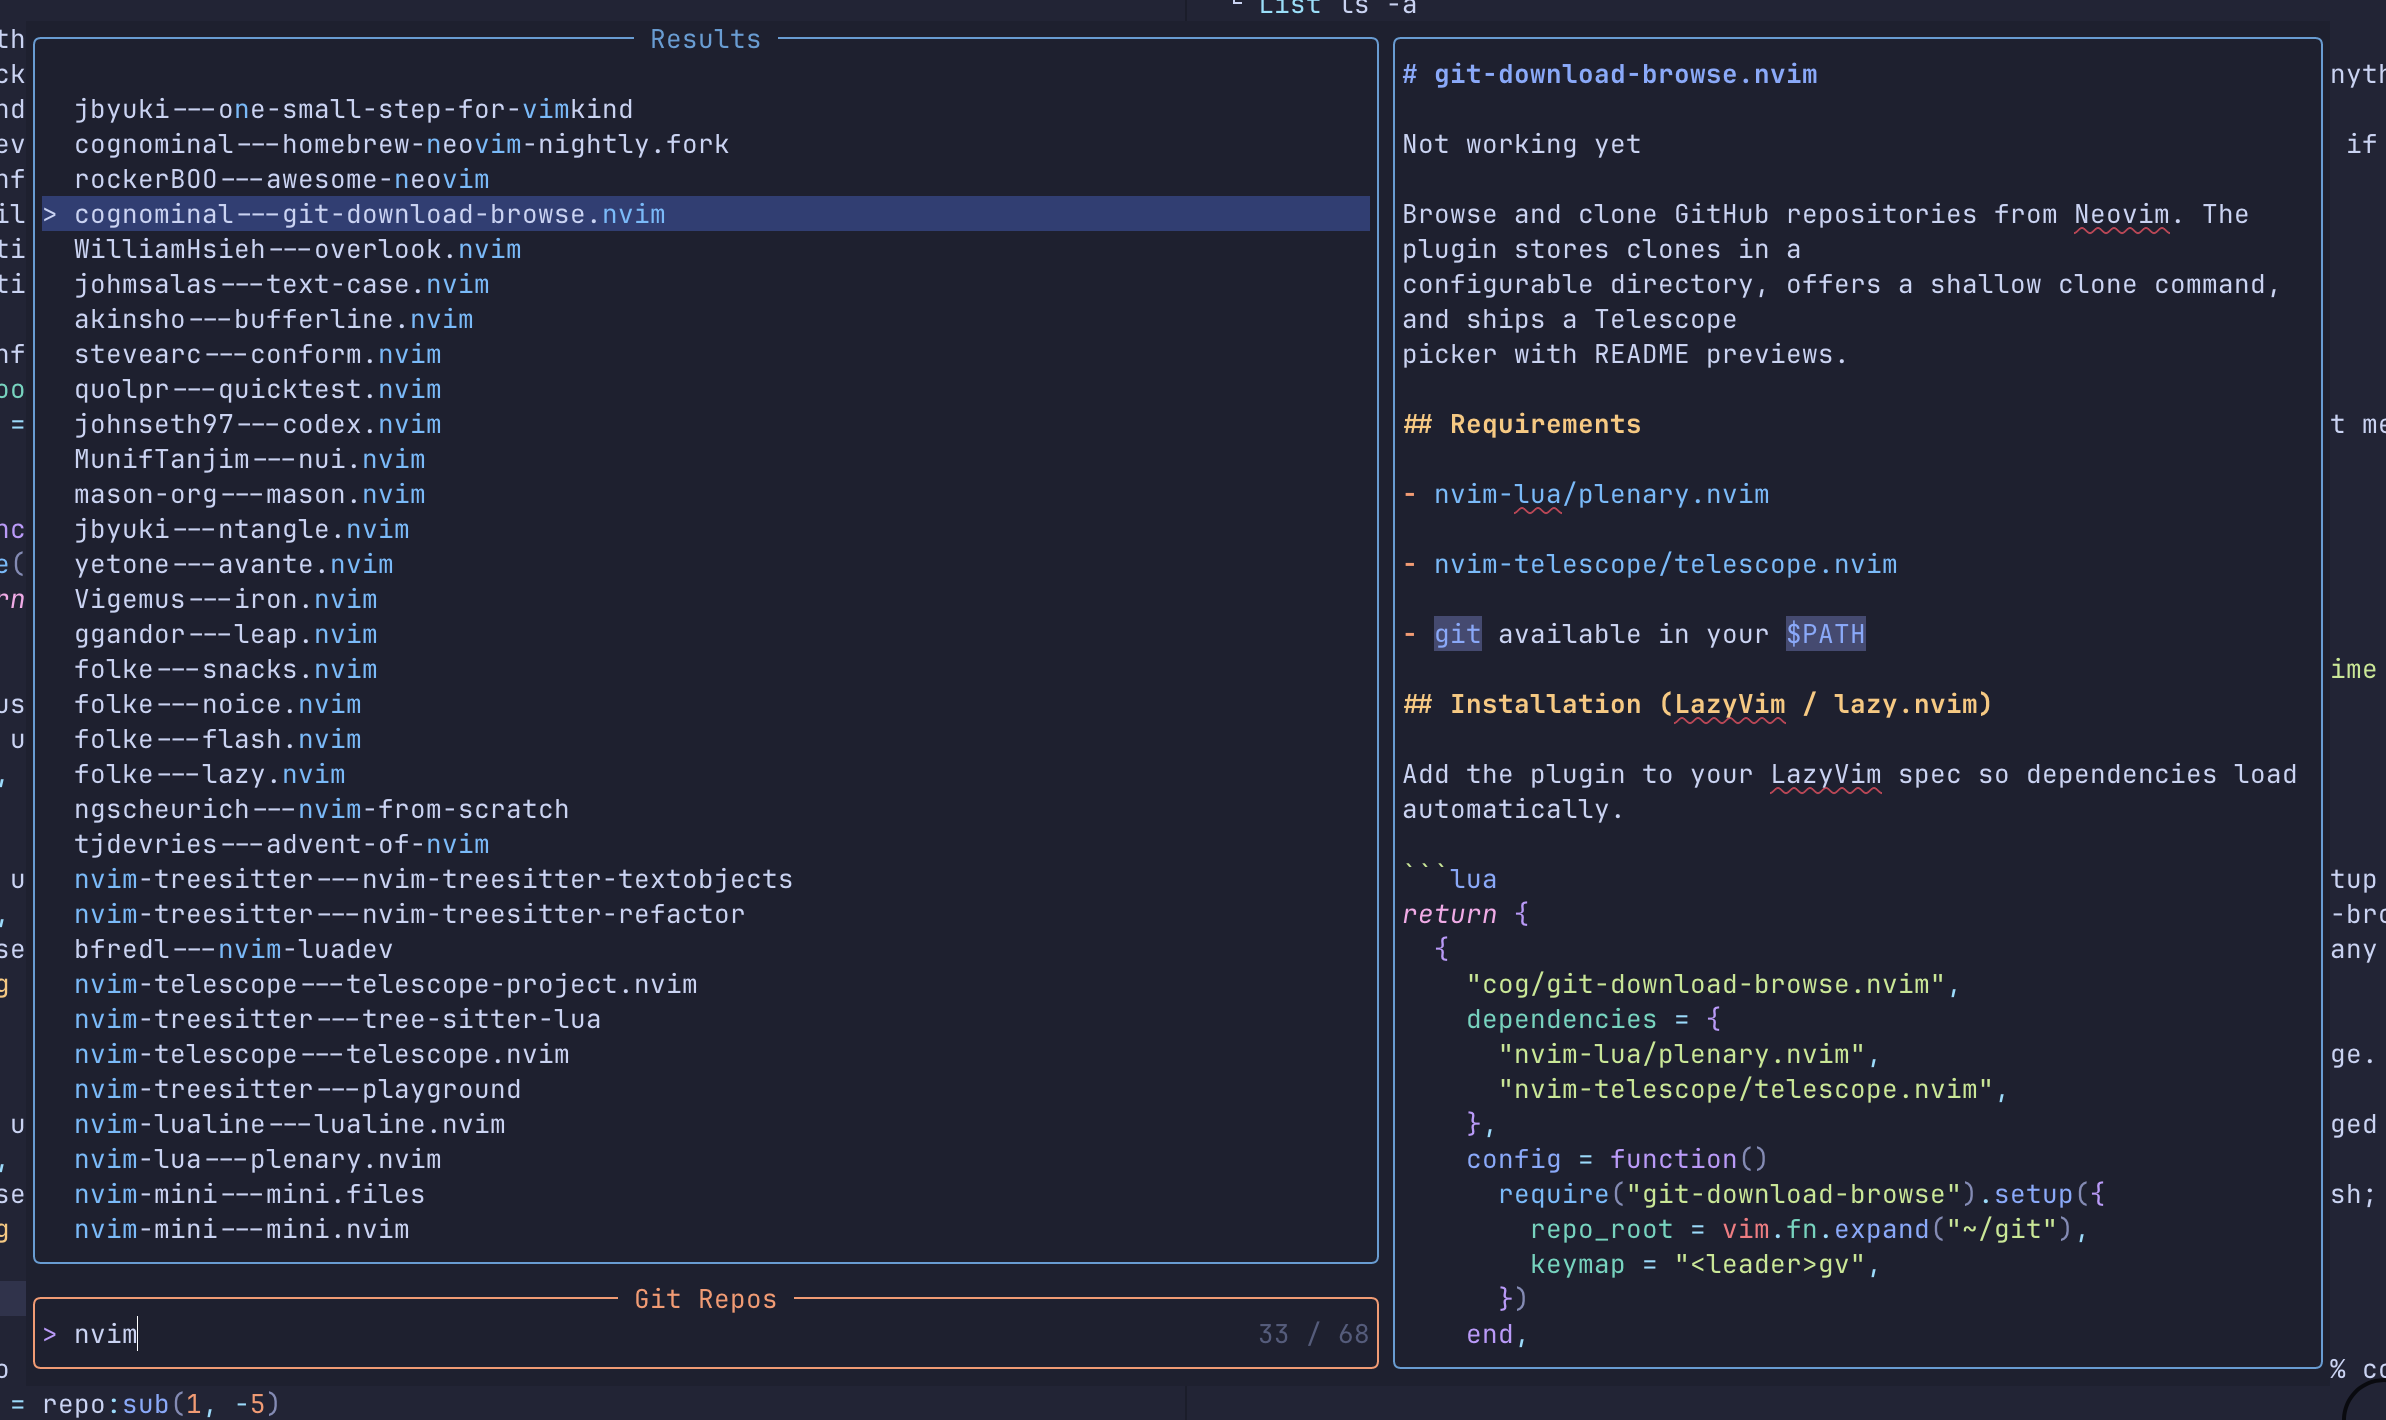 └ List ls -a
Results
jbyuki---one-small-step-for-vimkind
cognominal---homebrew-neovim-nightly.fork
rockerBOO---awesome-neovim
> cognominal---git-download-browse.nvim
WilliamHsieh---overlook.nvim
johmsalas---text-case.nvim
akinsho---bufferline.nvim
stevearc---conform.nvim
quolpr---quicktest.nvim
johnseth97---codex.nvim
MunifTanjim---nui.nvim
mason-org---mason.nvim
jbyuki---ntangle.nvim
yetone---avante.nvim
Vigemus---iron.nvim
ggandor---leap.nvim
folke---snacks.nvim
folke---noice.nvim
folke---flash.nvim
folke---lazy.nvim
ngscheurich---nvim-from-scratch
tjdevries---advent-of-nvim
nvim-treesitter---nvim-treesitter-textobjects
nvim-treesitter---nvim-treesitter-refactor
bfredl---nvim-luadev
nvim-telescope---telescope-project.nvim
nvim-treesitter---tree-sitter-lua
nvim-telescope---telescope.nvim
nvim-treesitter---playground
nvim-lualine---lualine.nvim
nvim-lua---plenary.nvim
nvim-mini---mini.files
nvim-mini---mini.nvim
Git Repos
> nvim 33 / 68
# git-download-browse.nvim
Not working yet
Browse and clone GitHub repositories from Neovim. The
plugin stores clones in a
configurable directory, offers a shallow clone command,
and ships a Telescope
picker with README previews.
## Requirements
- nvim-lua/plenary.nvim
- nvim-telescope/telescope.nvim
- git available in your $PATH
## Installation (LazyVim / lazy.nvim)
Add the plugin to your LazyVim spec so dependencies load
automatically.
```lua
return {
{
"cog/git-download-browse.nvim",
dependencies = {
"nvim-lua/plenary.nvim",
"nvim-telescope/telescope.nvim",
},
config = function()
require("git-download-browse").setup({
repo_root = vim.fn.expand("~/git"),
keymap = "<leader>gv",
})
end,
= repo:sub(1, -5)